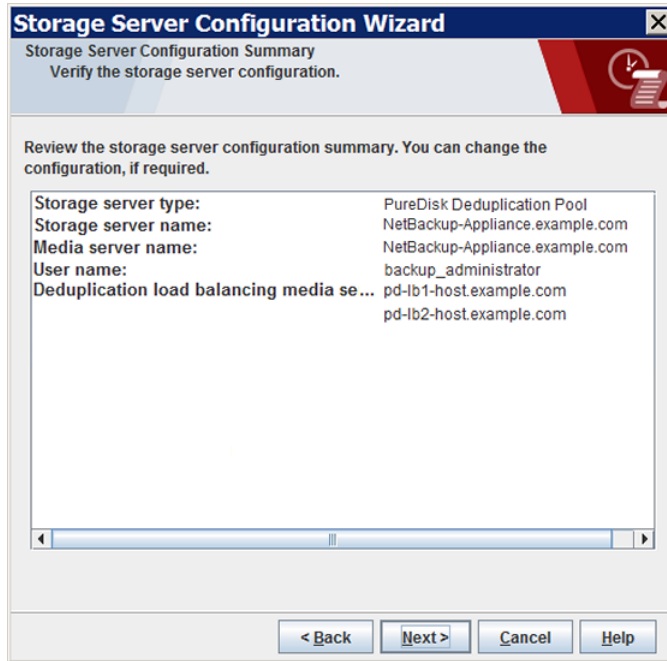 Storage Server Configuration Wizard
Storage Server Configuration Summary
Verify the storage server configuration.
Review the storage server configuration summary. You can change the
configuration, if required.
Storage server type: PureDisk Deduplication Pool
Storage server name: NetBackup-Appliance.example.com
Media server name: NetBackup-Appliance.example.com
User name: backup_administrator
Deduplication load balancing media se... pd-lb1-host.example.com
pd-lb2-host.example.com
< Back Next > Cancel Help